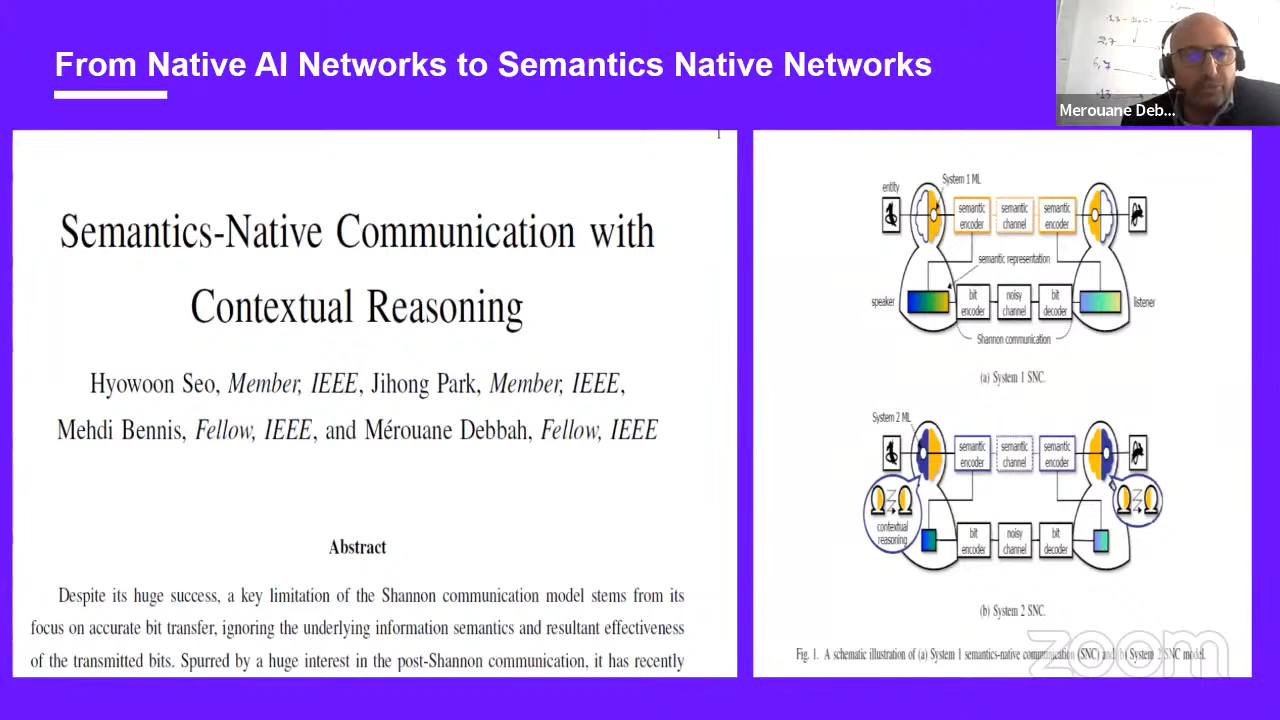 From Native AI Networks to Semantics Native Networks
Merouane Deb...
1
Semantics-Native Communication with
Contextual Reasoning
Hyowoon Seo, Member, IEEE, Jihong Park, Member, IEEE,
Mehdi Bennis, Fellow, IEEE, and Mérouane Debbah, Fellow, IEEE
Abstract
Despite its huge success, a key limitation of the Shannon communication model stems from its
focus on accurate bit transfer, ignoring the underlying information semantics and resultant effectiveness
of the transmitted bits. Spurred by a huge interest in the post-Shannon communication, it has recently
System 1 ML
entity
semantic
encoder
semantic
channel
semantic
encoder
semantic representation
speaker
bit
encoder
noisy
channel
bit
decoder
listener
Shannon communication
(a) System 1 SNC.
System 2 ML
semantic
encoder
semantic
channel
semantic
encoder
contextual
reasoning
bit
encoder
noisy
channel
bit
decoder
(b) System 2 SNC.
Fig. 1. A schematic illustration of (a) System 1 semantics-native communication (SNC) and (b) System 2 SNC model.
zoom